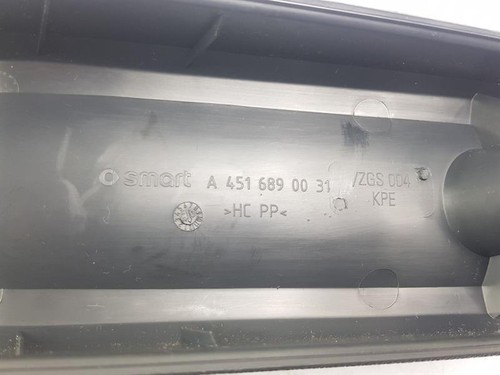 smart A 451 689 00 31 /ZGS 004
>HC PP< KPE